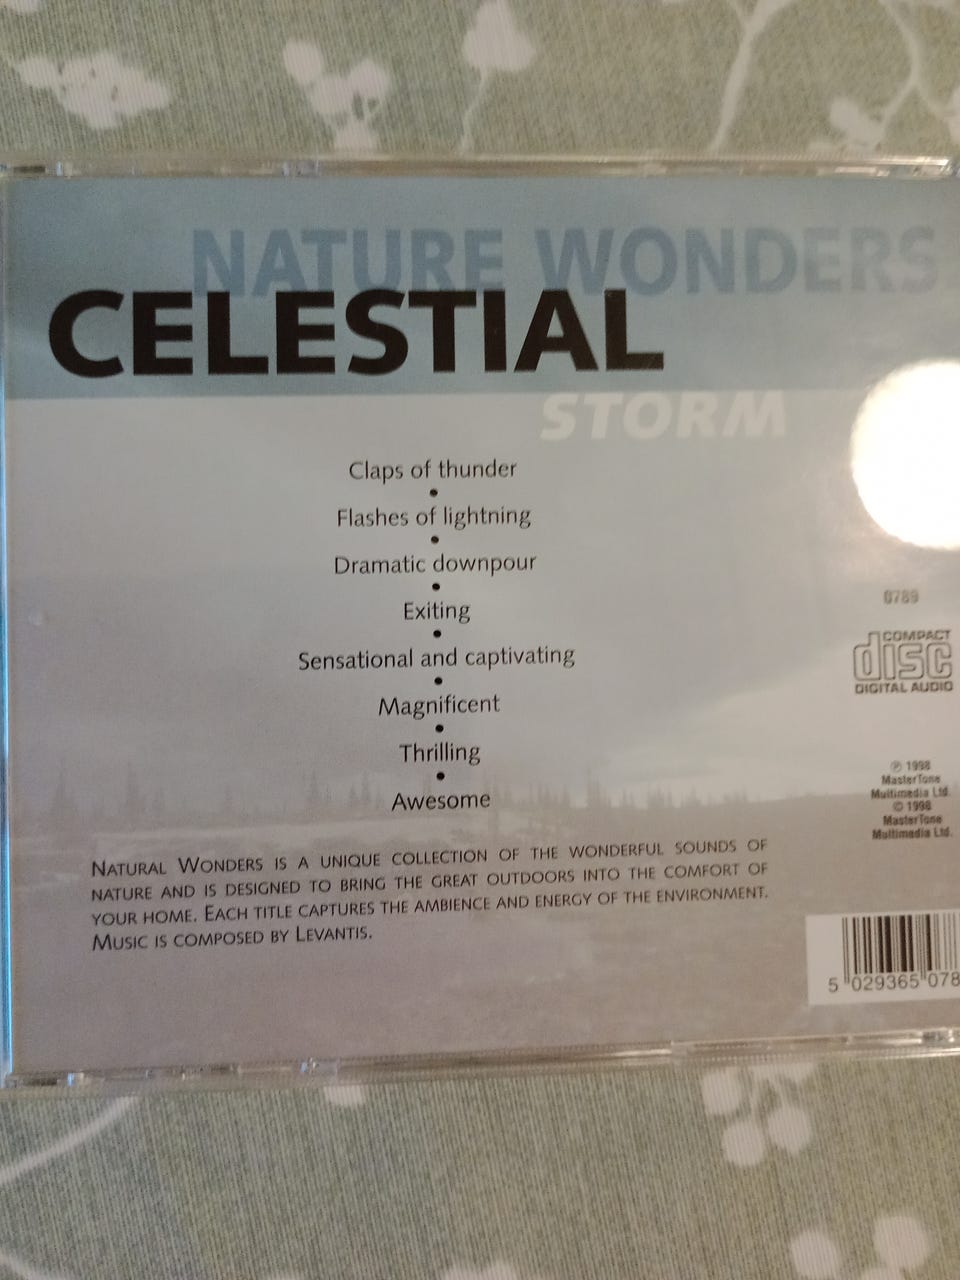 NATURE WONDERS
CELESTIAL
STORM
Claps of thunder
•
Flashes of lightning
•
Dramatic downpour
•
Exiting
•
Sensational and captivating
•
Magnificent
•
Thrilling
•
Awesome
0789
COMPACT
disc
DIGITAL AUDIO
℗ 1998
MasterTone
Multimedia Ltd.
© 1998
MasterTone
Multimedia Ltd.
NATURAL WONDERS IS A UNIQUE COLLECTION OF THE WONDERFUL SOUNDS OF
NATURE AND IS DESIGNED TO BRING THE GREAT OUTDOORS INTO THE COMFORT OF
YOUR HOME. EACH TITLE CAPTURES THE AMBIENCE AND ENERGY OF THE ENVIRONMENT.
MUSIC IS COMPOSED BY LEVANTIS.
5 029365 078